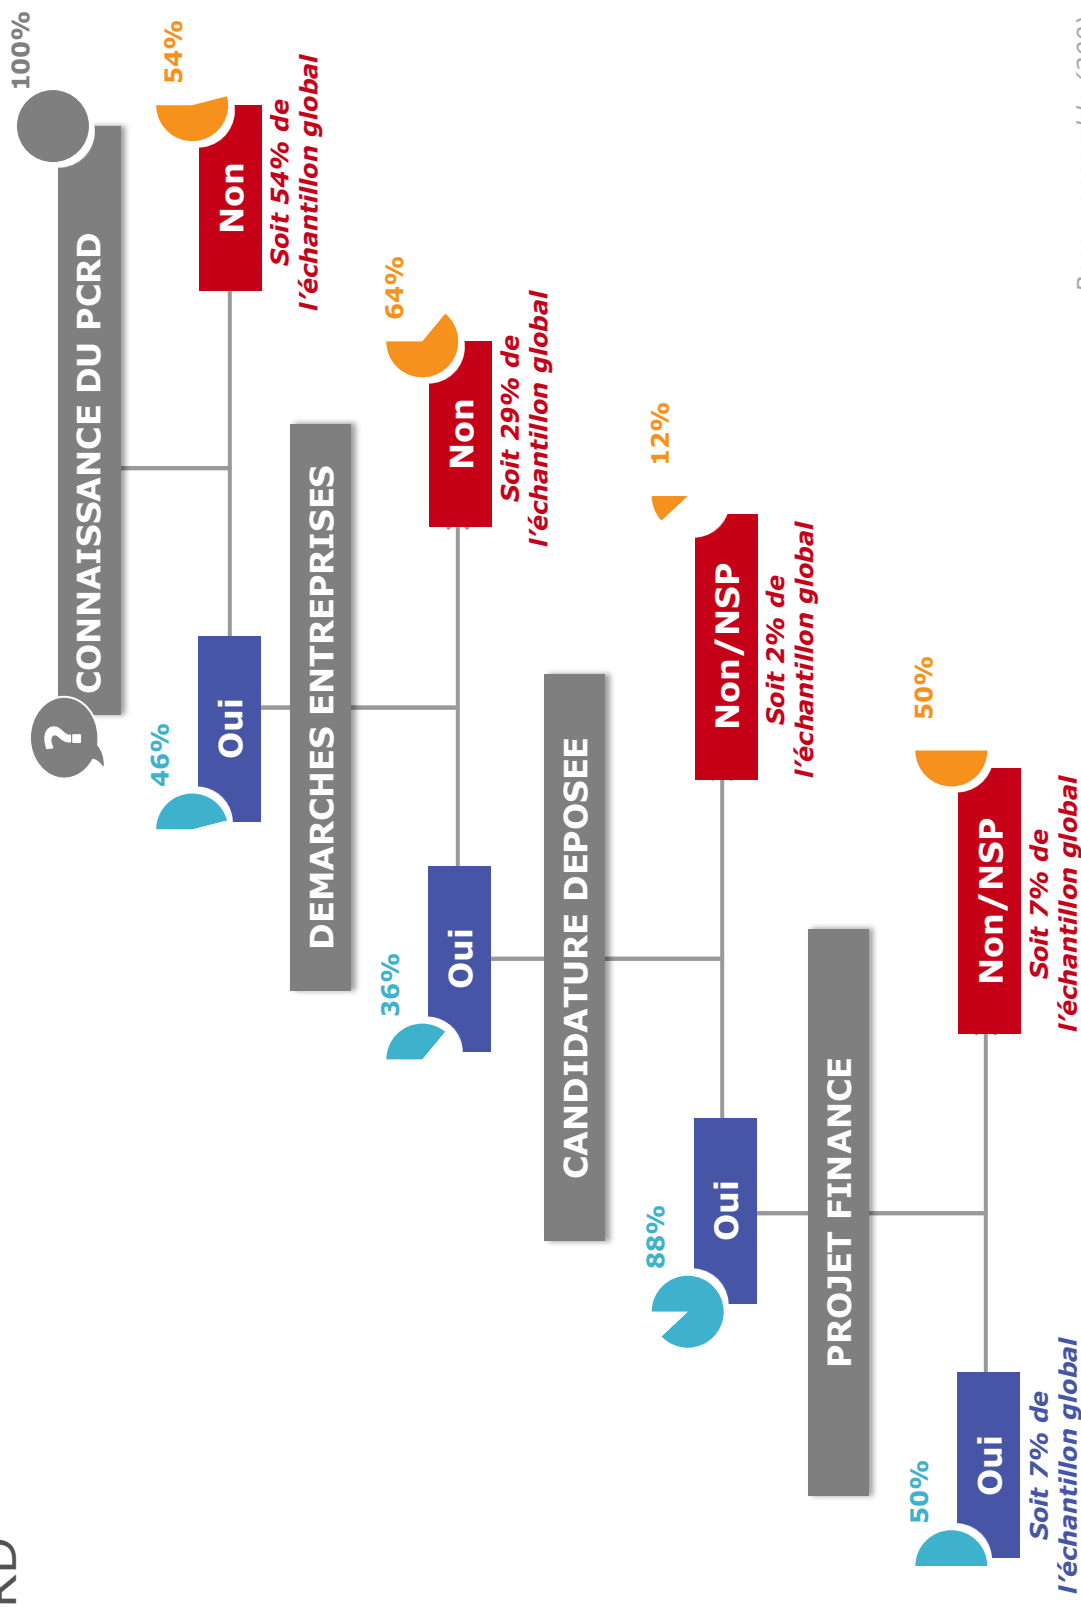 100%
?
CONNAISSANCE DU PCRD
46%
54%
Oui
Non
Soit 54% de
l’échantillon global
DEMARCHES ENTREPRISES
36%
64%
Oui
Non
Soit 29% de
l’échantillon global
CANDIDATURE DEPOSEE
88%
12%
Oui
Non/NSP
Soit 2% de
l’échantillon global
PROJET FINANCE
50%
50%
Oui
Non/NSP
Soit 7% de
l’échantillon global
Soit 7% de
l’échantillon global